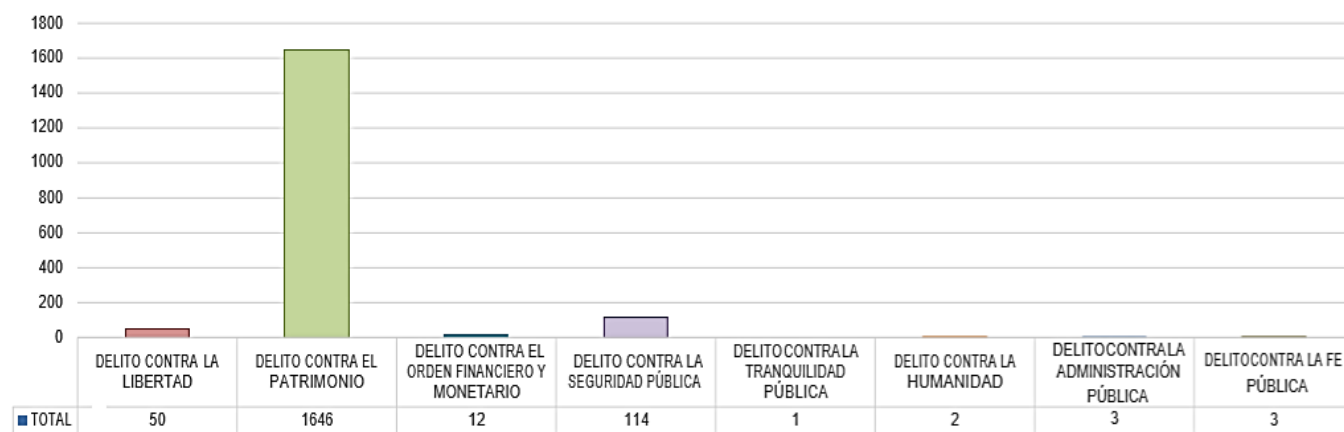 1800
1600
1400
1200
1000
800
600
400
200
0
DELITO CONTRA LA
LIBERTAD
DELITO CONTRA EL
PATRIMONIO
DELITO CONTRA EL
ORDEN FINANCIERO Y
MONETARIO
DELITO CONTRA LA
SEGURIDAD PÚBLICA
DELITO CONTRA LA
TRANQUILIDAD
PÚBLICA
DELITO CONTRA LA
HUMANIDAD
DELITO CONTRA LA
ADMINISTRACIÓN
PÚBLICA
DELITO CONTRA LA FE
PÚBLICA
TOTAL 50 1646 12 114 1 2 3 3